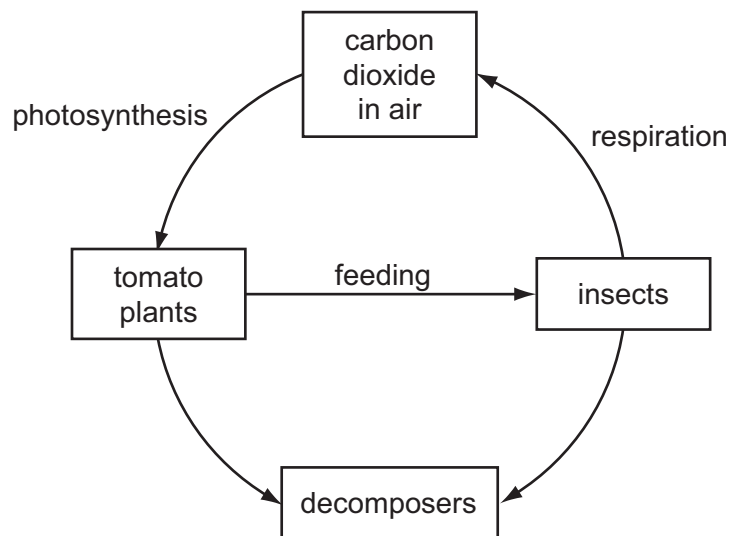 carbon
dioxide
in air
photosynthesis
respiration
tomato
plants
feeding
insects
decomposers